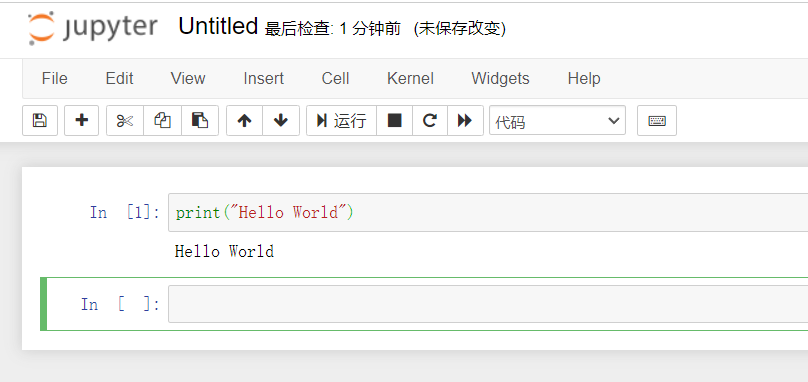 jupyter Untitled 最后检查: 1 分钟前 (未保存改变)
File Edit View Insert Cell Kernel Widgets Help
运行 代码
In [1]: print("Hello World")
Hello World
In [ ]: